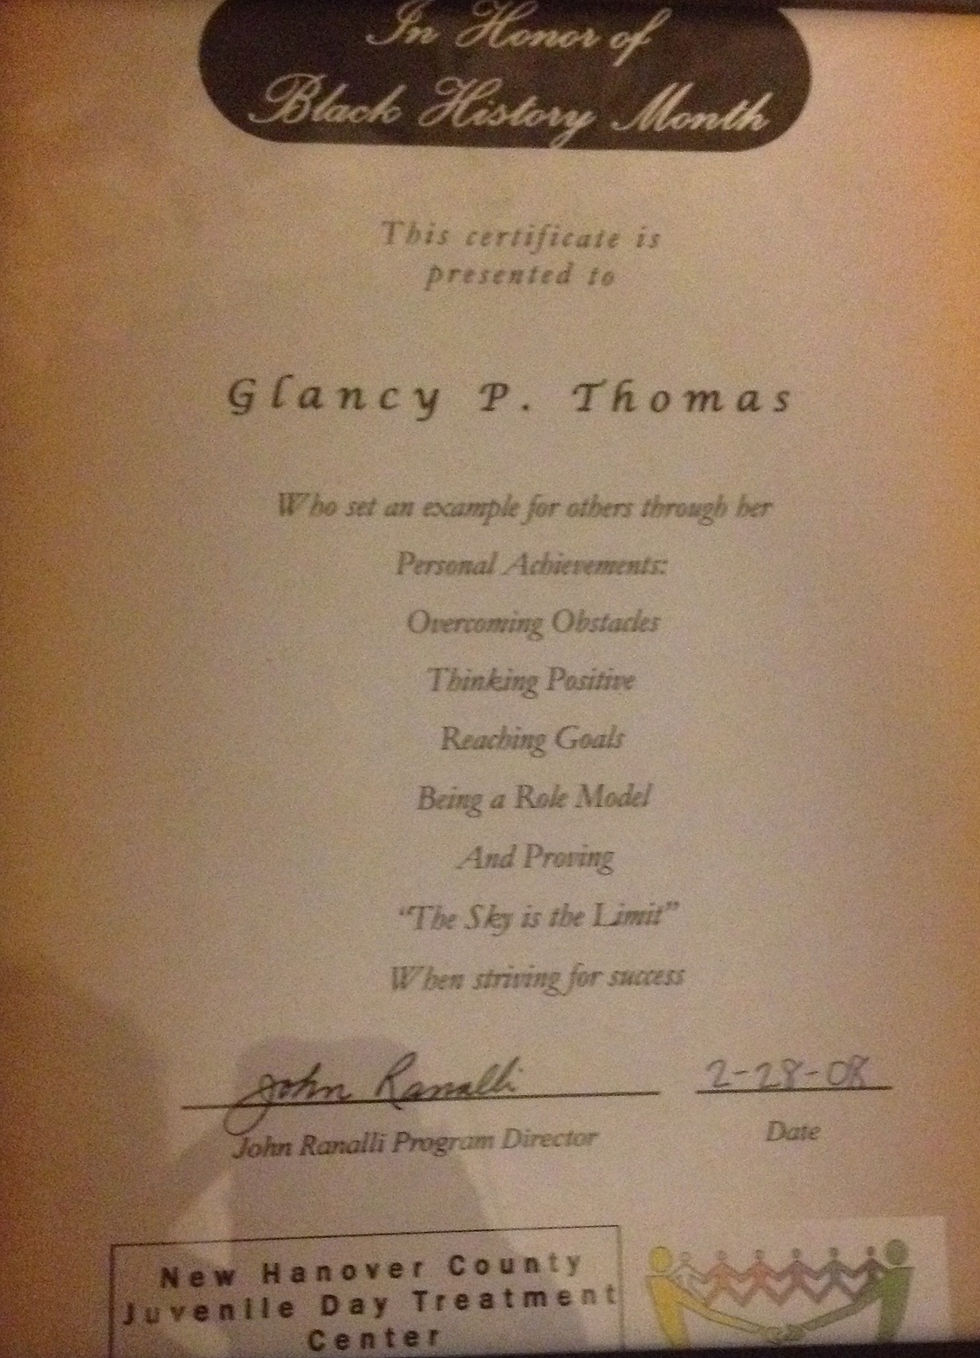 In Honor of
Black History Month
This certificate is
presented to
Glancy P. Thomas
Who set an example for others through her
Personal Achievements:
Overcoming Obstacles
Thinking Positive
Reaching Goals
Being a Role Model
And Proving
“The Sky is the Limit”
When striving for success
John Ranalli 2-28-08
John Ranalli Program Director Date
New Hanover County
Juvenile Day Treatment
Center